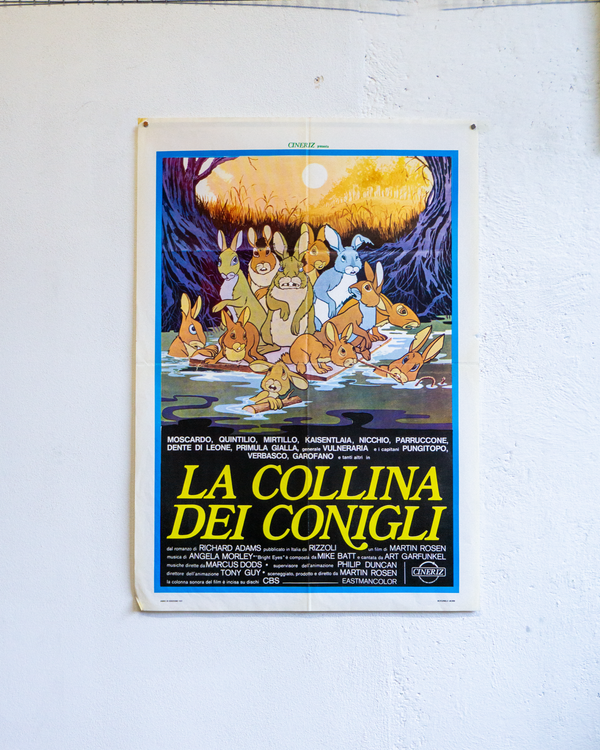 CINERIZ
MOSCARDO, QUINTILIO, MIRTILLO, KAISENTLAIA, NICCHIO, PARRUCCONE,
DENTE DI LEONE, PRIMULA GIALLA, generale VULNERARIA e i capitani PUNGITOPO,
VERBASCO, GAROFANO e tanti altri in
LA COLLINA
DEI CONIGLI
dal romanzo di RICHARD ADAMS pubblicato in Italia da RIZZOLI un film di MARTIN ROSEN
musica di ANGELA MORLEY "Bright Eyes" è composta da MIKE BATT e cantata da ART GARFUNKEL
musiche dirette da MARCUS DODS • supervisore dell'animazione PHILIP DUNCAN
direttore dell'animazione TONY GUY • sceneggiato, prodotto e diretto da MARTIN ROSEN
la colonna sonora del film è incisa su dischi CBS EASTMANCOLOR
CINERIZ